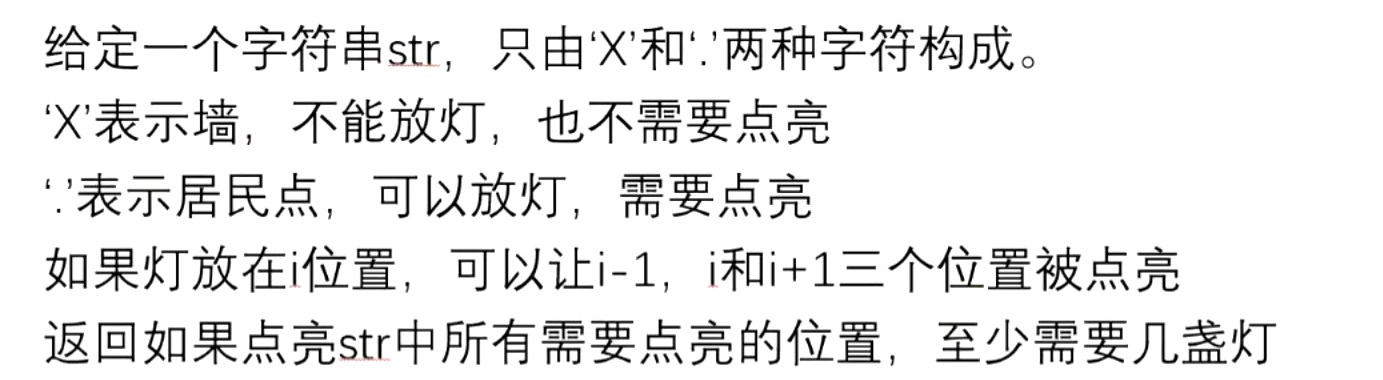 给定一个字符串str，只由‘X’和‘.’两种字符构成。
‘X’表示墙，不能放灯，也不需要点亮
‘.’表示居民点，可以放灯，需要点亮
如果灯放在i位置，可以让i-1，i和i+1三个位置被点亮
返回如果点亮str中所有需要点亮的位置，至少需要几盏灯